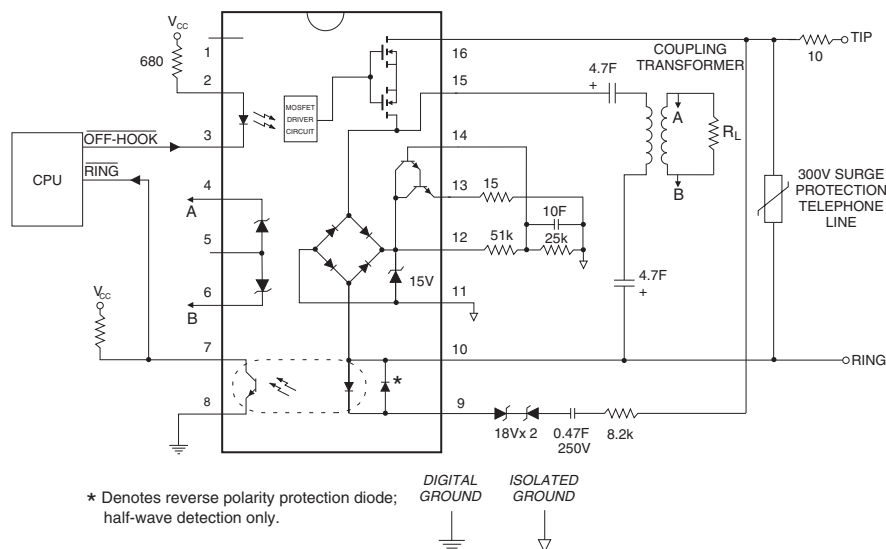 VCC
680
1
2
3
4
5
6
7
8
CPU
OFF-HOOK
RING
A
B
VCC
MOSFET
DRIVER
CIRCUIT
15V
*
16
15
14
13
12
11
10
9
15
10F
51k
25k
4.7F
+
4.7F
+
COUPLING
TRANSFORMER
A
B
RL
10
TIP
300V SURGE
PROTECTION
TELEPHONE
LINE
RING
18Vx 2
0.47F
250V
8.2k
* Denotes reverse polarity protection diode;
half-wave detection only.
DIGITAL
GROUND
ISOLATED
GROUND